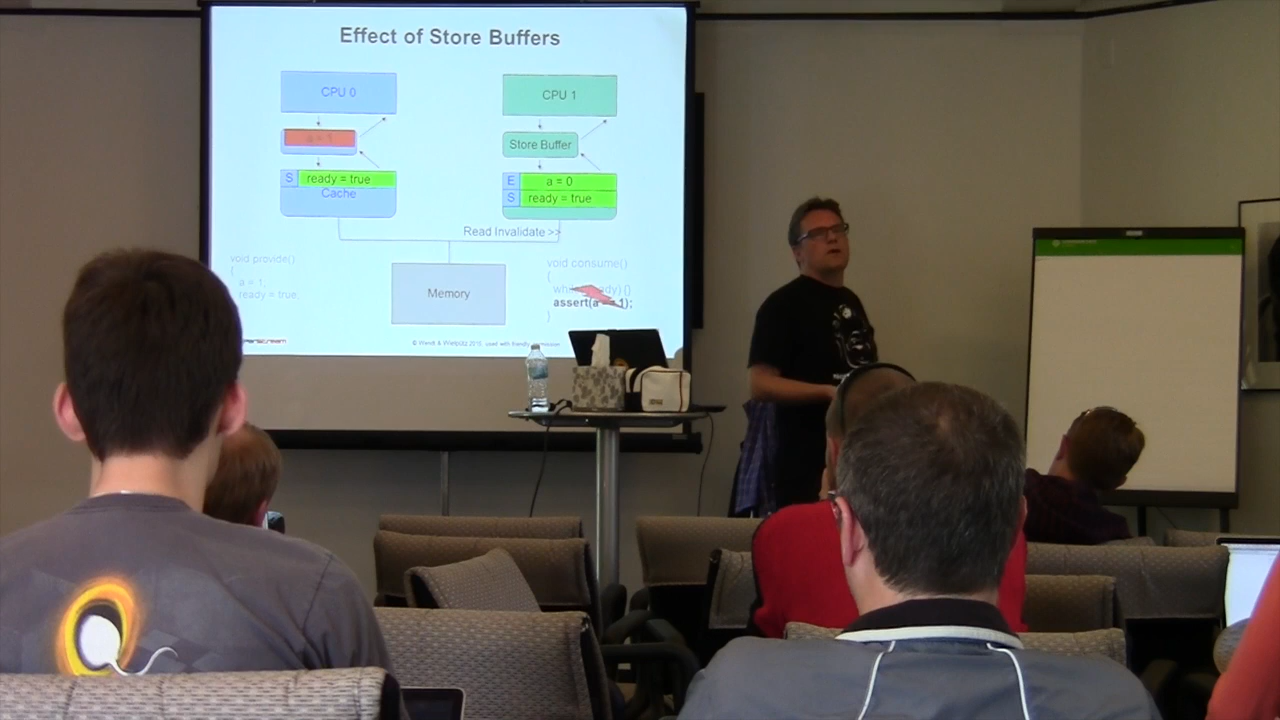 Effect of Store Buffers
CPU 0
CPU 1
a = 1
Store Buffer
S ready = true
Cache
E a = 0
S ready = true
Read Invalidate >>
Memory
void provide()
{
a = 1;
ready = true;
void consume()
{
{}
assert(a 1);
}